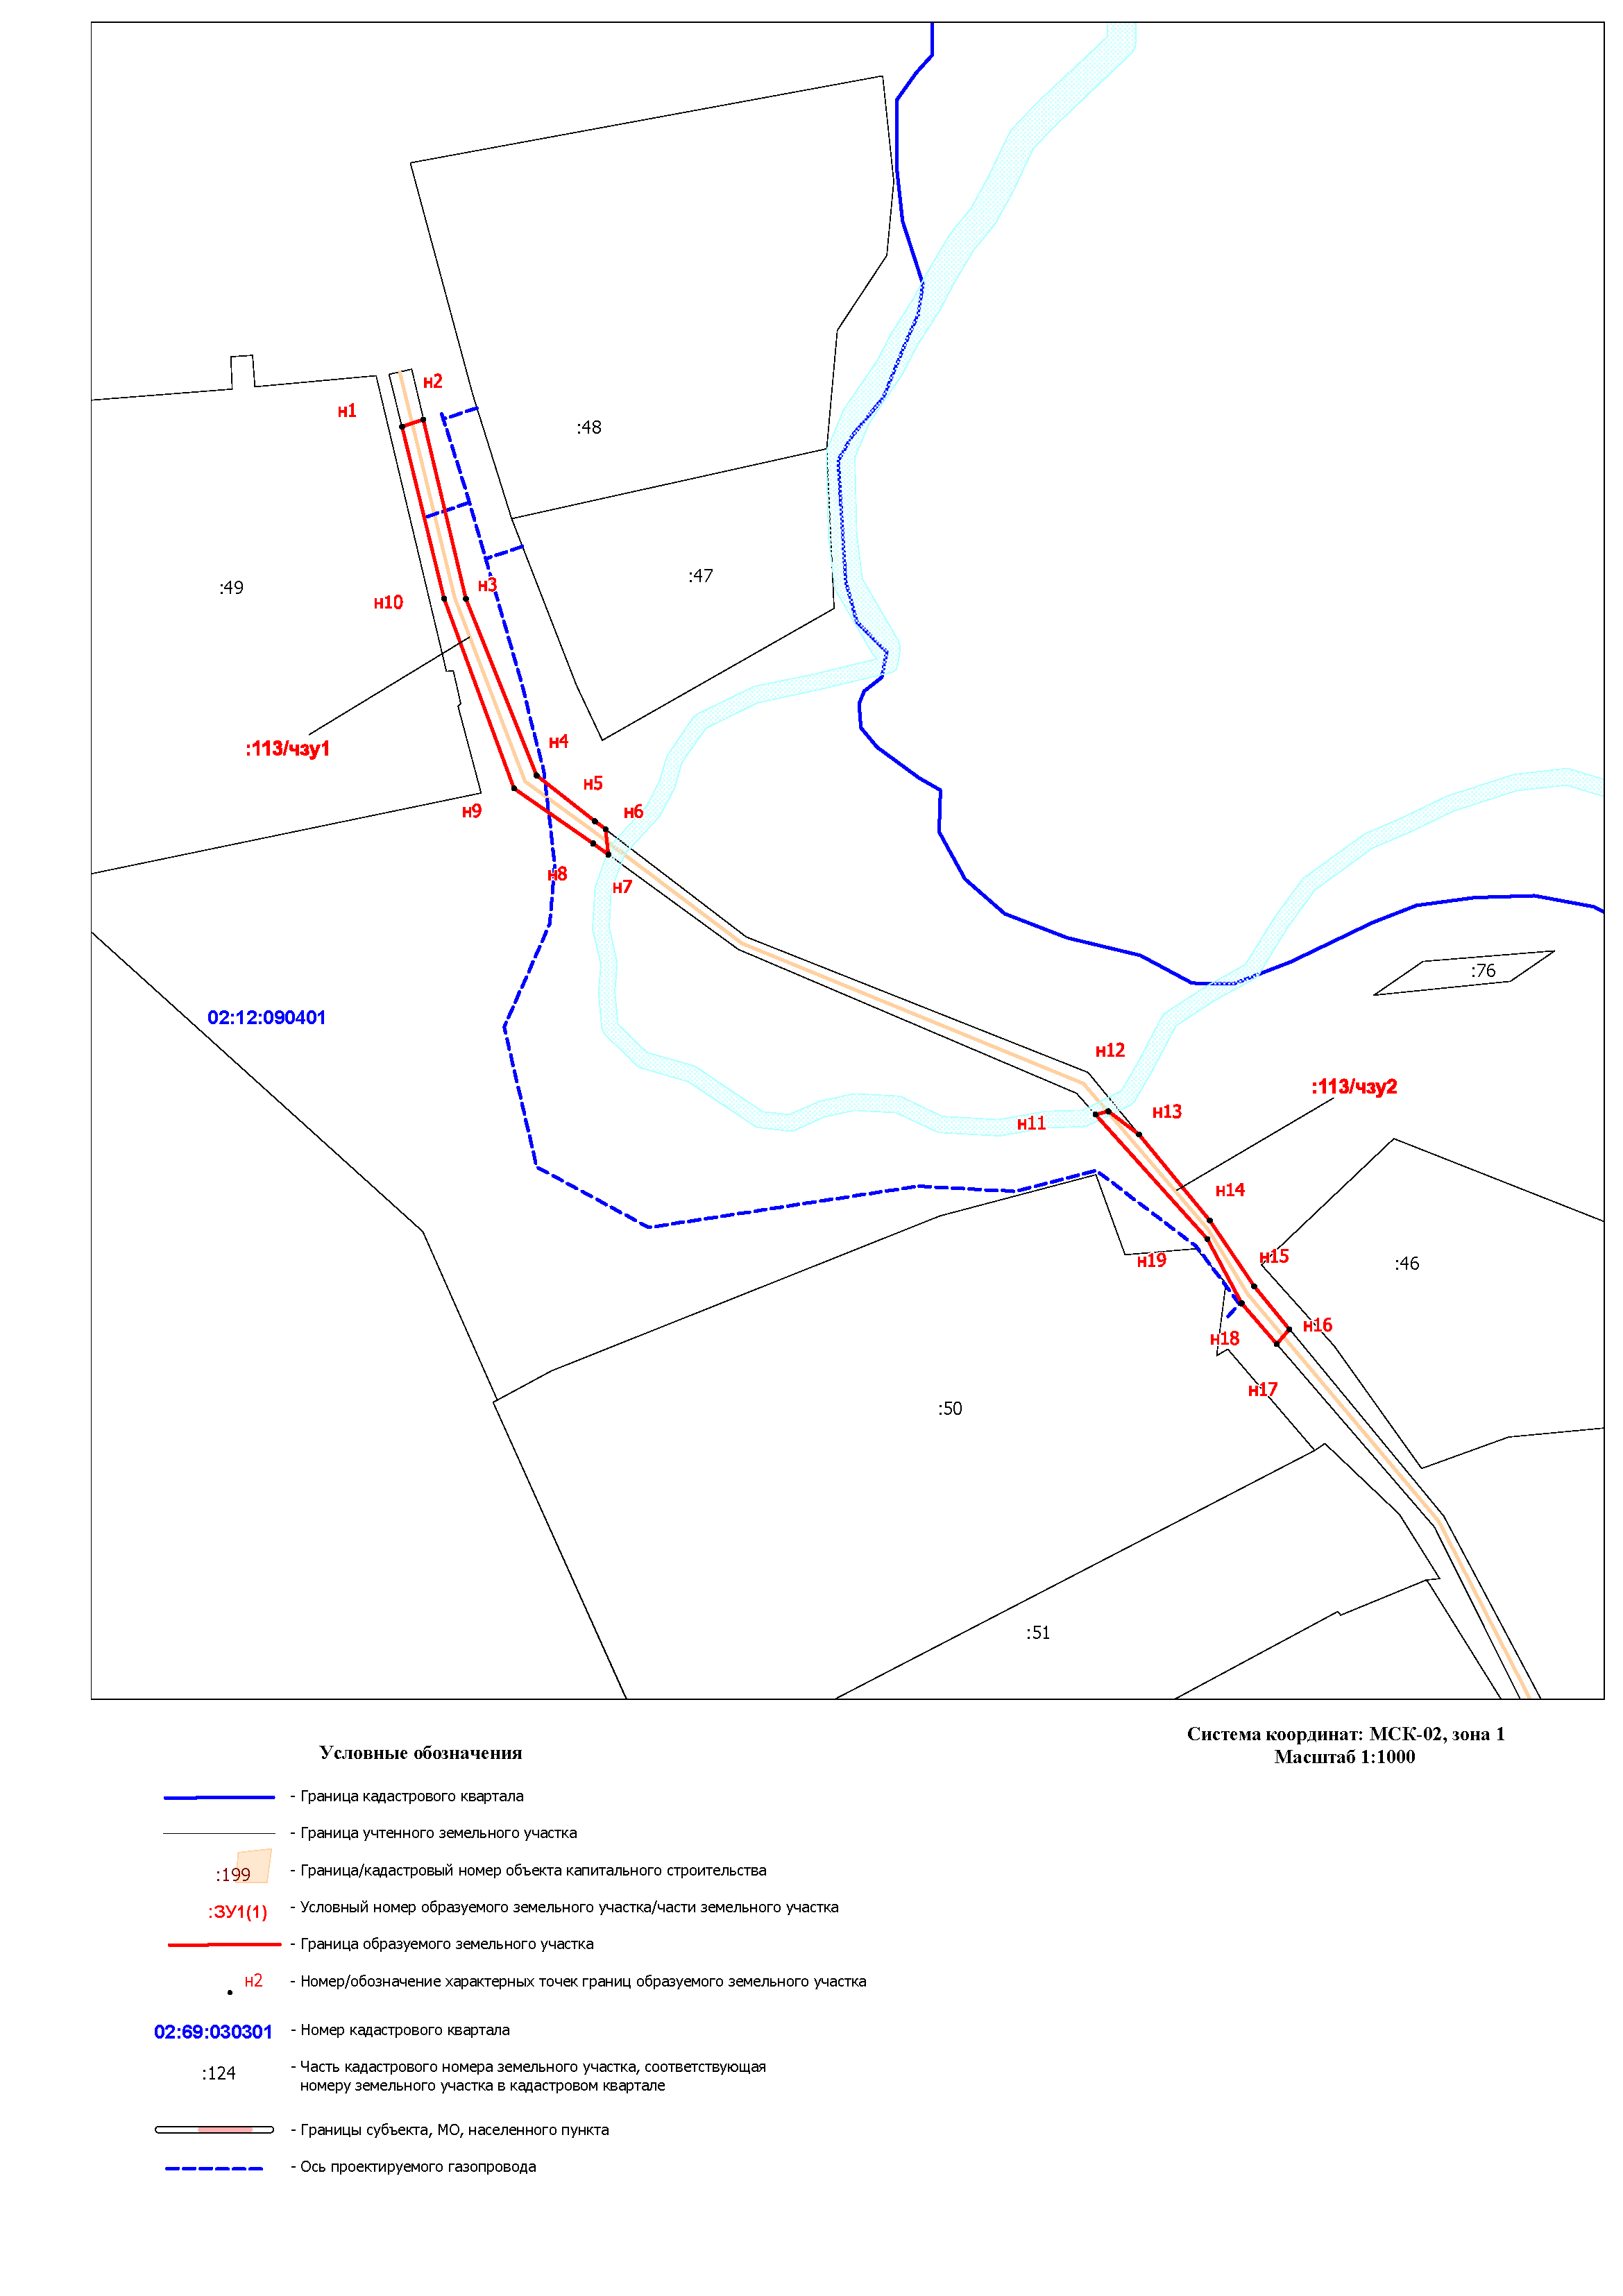 н2
н1
:48
:47
:49
н3
н10
н4
:113/чзу1
н5
н9
н6
н8
н7
:76
02:12:090401
н12
:113/чзу2
н13
н11
н14
н15
н19
:46
н16
н18
н17
:50
:51
Система координат: МСК-02, зона 1
Масштаб 1:1000
Условные обозначения
- Граница кадастрового квартала
- Граница учтенного земельного участка
:199 - Граница/кадастровый номер объекта капитального строительства
:ЗУ1(1) - Условный номер образуемого земельного участка/части земельного участка
- Граница образуемого земельного участка
н2 - Номер/обозначение характерных точек границ образуемого земельного участка
02:69:030301 - Номер кадастрового квартала
:124 - Часть кадастрового номера земельного участка, соответствующая
номеру земельного участка в кадастровом квартале
- Границы субъекта, МО, населенного пункта
- Ось проектируемого газопровода